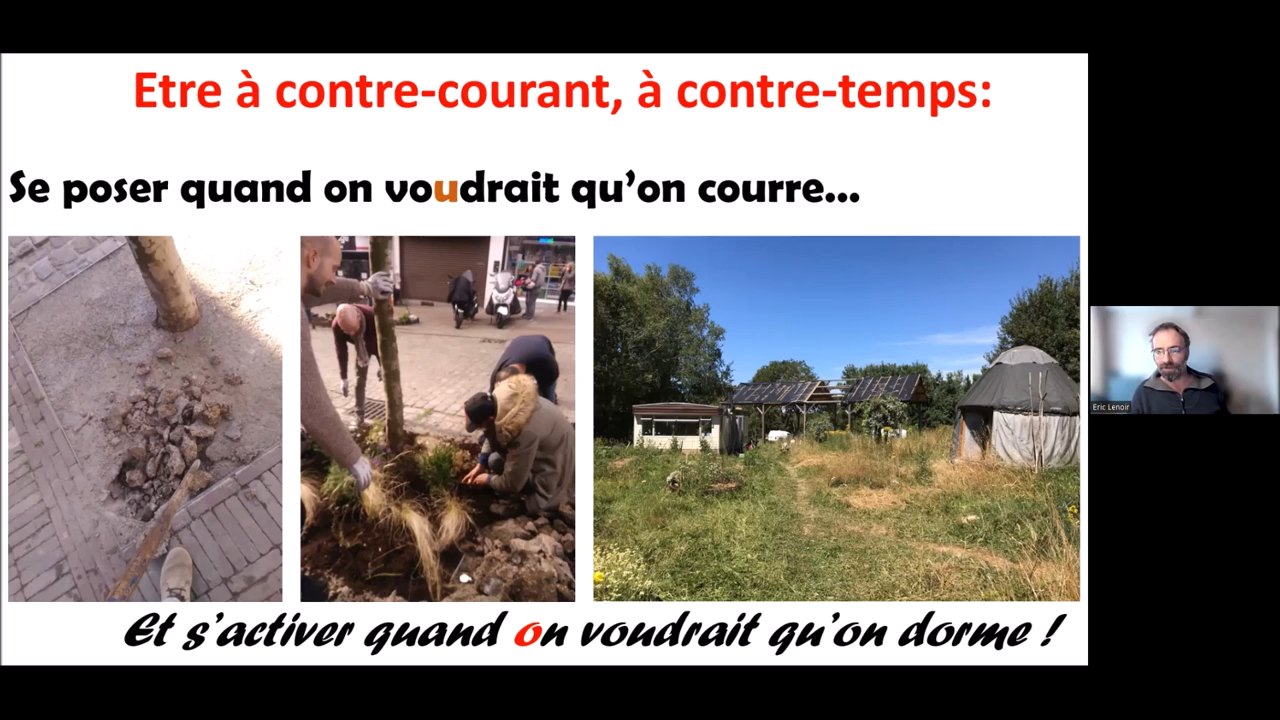 Etre à contre-courant, à contre-temps:
Se poser quand on voudrait qu’on courre...
Et s’activer quand on voudrait qu’on dorme !
Eric Lenoir